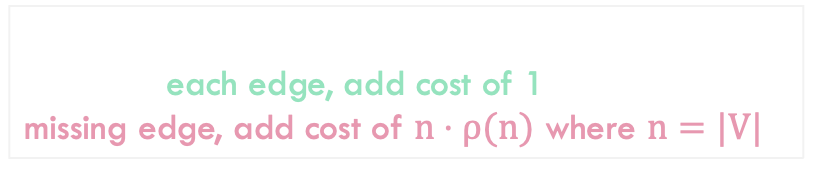 each edge, add cost of 1
missing edge, add cost of n · ρ(n) where n = |V|